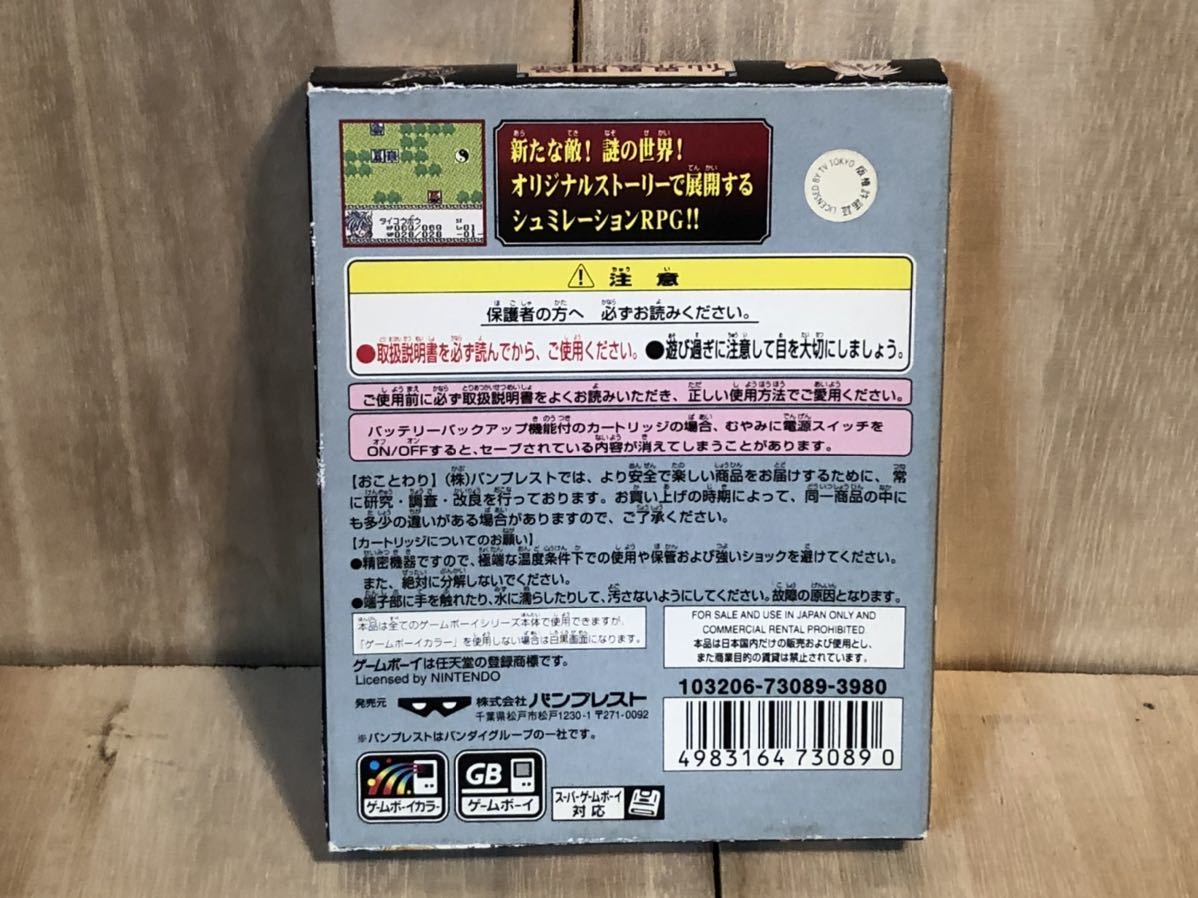 仙界異聞録
新たな敵！謎の世界！
オリジナルストーリーで展開する
シュミレーションRPG!!
LICENSED BY TV TOKYO 版権許諾証
タイコウボウ ST
HP060/060 Lv01
SP028/028 -01-
⚠ 注意
保護者の方へ 必ずお読みください。
●取扱説明書を必ず読んでから、ご使用ください。 ●遊び過ぎに注意して目を大切にしましょう。
ご使用前に必ず取扱説明書をよくお読みいただき、正しい使用方法でご愛用ください。
バッテリーバックアップ機能付のカートリッジの場合、むやみに電源スイッチを
ON/OFFすると、セーブされている内容が消えてしまうことがあります。
【おことわり】(株)バンプレストでは、より安全で楽しい商品をお届けするために、常
に研究・調査・改良を行っております。お買い上げの時期によって、同一商品の中に
も多少の違いがある場合がありますので、ご了承ください。
【カートリッジについてのお願い】
●精密機器ですので、極端な温度条件下での使用や保管および強いショックを避けてください。
また、絶対に分解しないでください。
●端子部に手を触れたり、水に濡らしたりして、汚さないようにしてください。故障の原因となります。
本品は全てのゲームボーイシリーズ本体で使用できますが、
「ゲームボーイカラー」を使用しない場合は白黒画面になります。
ゲームボーイは任天堂の登録商標です。
Licensed by NINTENDO
発売元 株式会社 バンプレスト
千葉県松戸市松戸1230-1 〒271-0092
※バンプレストはバンダイグループの一社です。
FOR SALE AND USE IN JAPAN ONLY AND
COMMERCIAL RENTAL PROHIBITED
本品は日本国内だけの販売および使用とし、
また商業目的の賃貸は禁止されています。
103206-73089-3980
4983164 730890
ゲームボーイカラー
GB
ゲームボーイ
スーパーゲームボーイ
対応